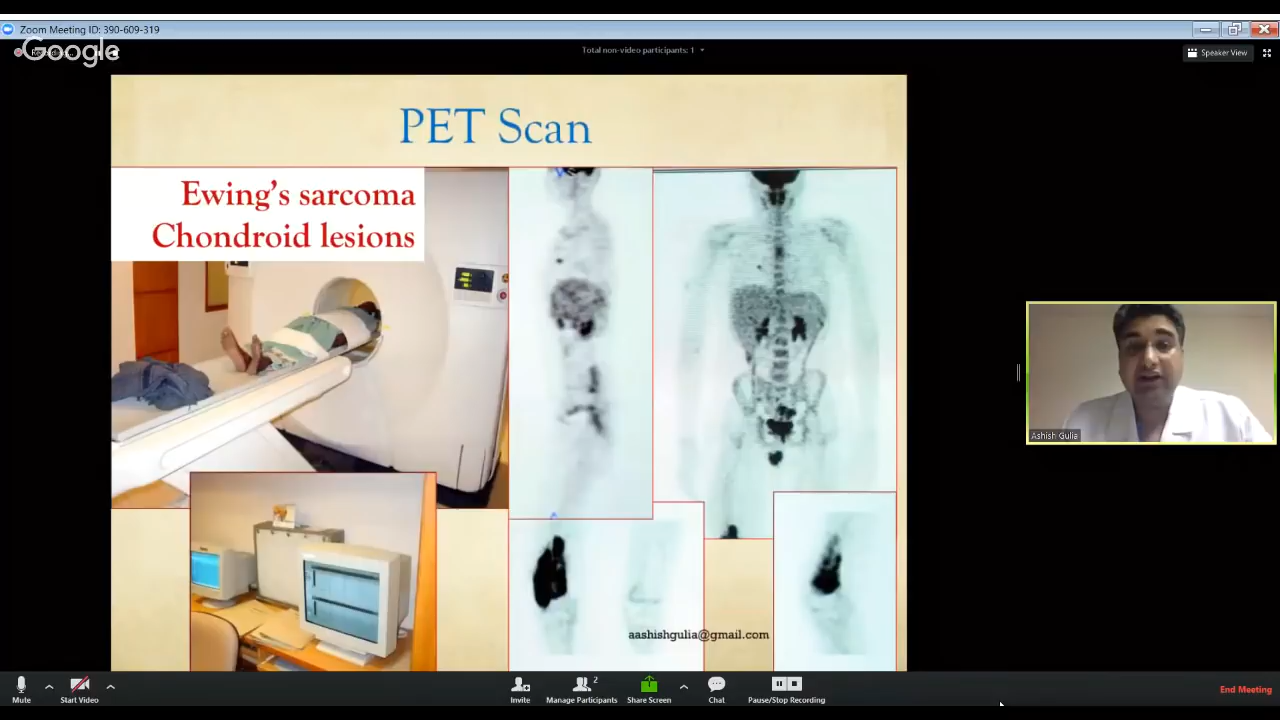 Zoom Meeting ID: 390-609-319
Google
Total non-video participants: 1
Speaker View
PET Scan
Ewing's sarcoma
Chondroid lesions
Ashish Gulia
aashishgulia@gmail.com
Mute
Start Video
Invite
2
Manage Participants
Share Screen
Chat
Pause/Stop Recording
End Meeting